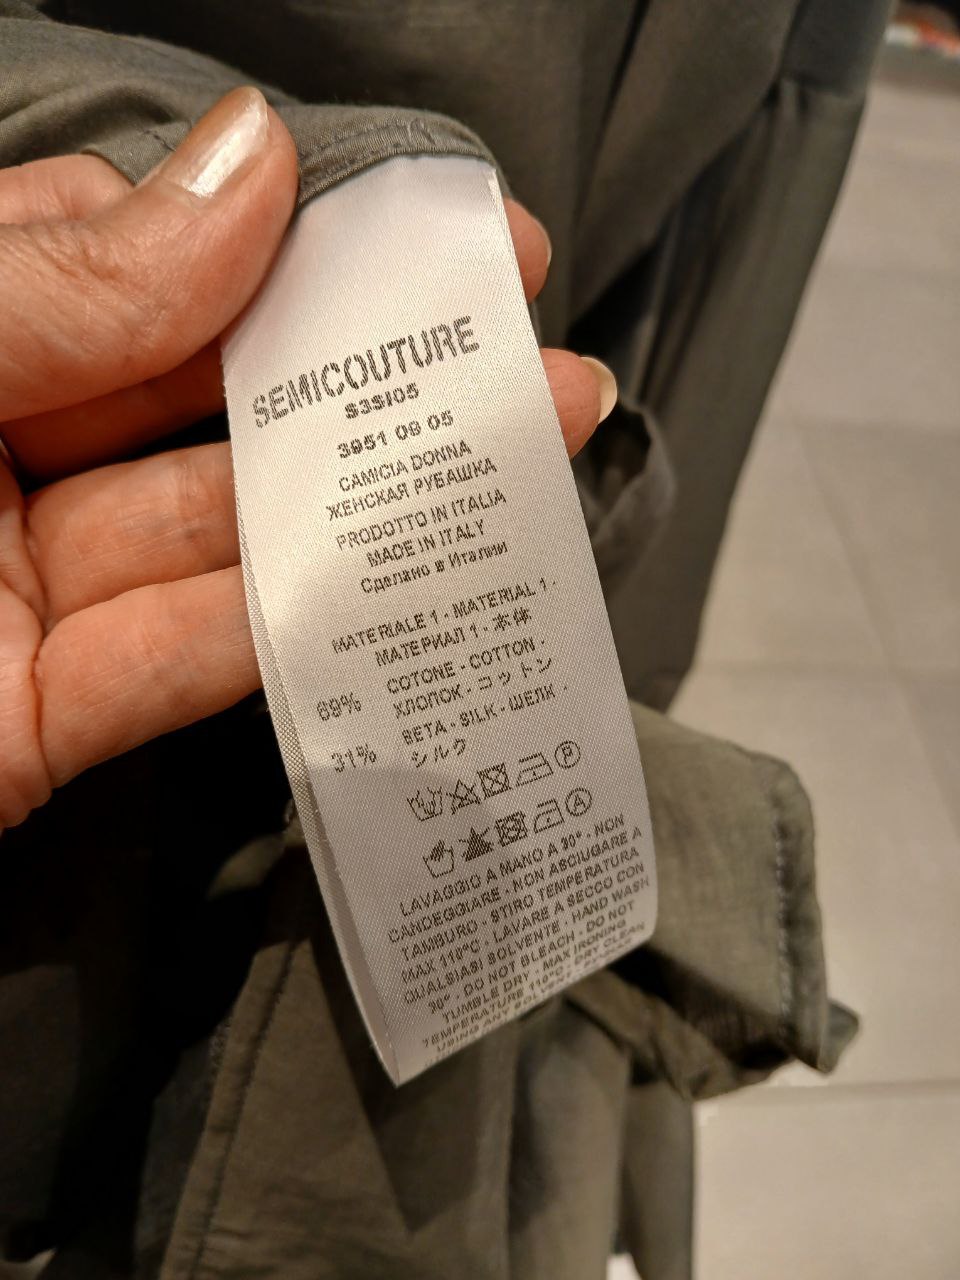 SEMICOUTURE
S3SI05
3951 09 05
CAMICIA DONNA
ЖЕНСКАЯ РУБАШКА
PRODOTTO IN ITALIA
MADE IN ITALY
Сделано в Италии
MATERIALE 1 - MATERIAL 1 -
МАТЕРИАЛ 1 - 本体
69% COTONE - COTTON -
ХЛОПОК - コットン
31% SETA - SILK - ШЕЛК -
シルク
P
A
LAVAGGIO A MANO A 30° - NON
CANDEGGIARE - NON ASCIUGARE A
TAMBURO - STIRO TEMPERATURA
MAX 110°C - LAVARE A SECCO CON
QUALSIASI SOLVENTE - HAND WASH
30° - DO NOT BLEACH - DO NOT
TUMBLE DRY - MAX IRONING
TEMPERATURE 110°C - DRY CLEAN
USING ANY SOLVENT